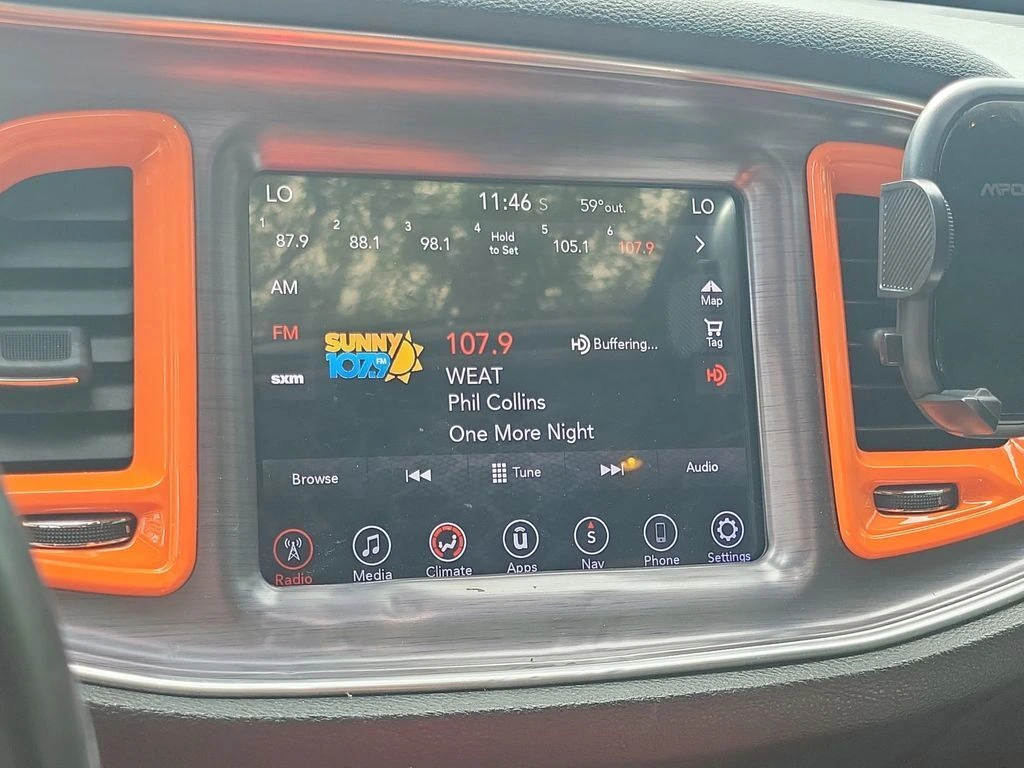 LO 11:46 S 59° out. LO
1 87.9 2 88.1 3 98.1 4 Hold to Set 5 105.1 6 107.9
AM
Map
FM
SUNNY
107.9 FM
107.9
HD Buffering...
Tag
sxm
WEAT
HD
Phil Collins
One More Night
Browse Tune Audio
u S
Radio Media Climate Apps Nav Phone Settings